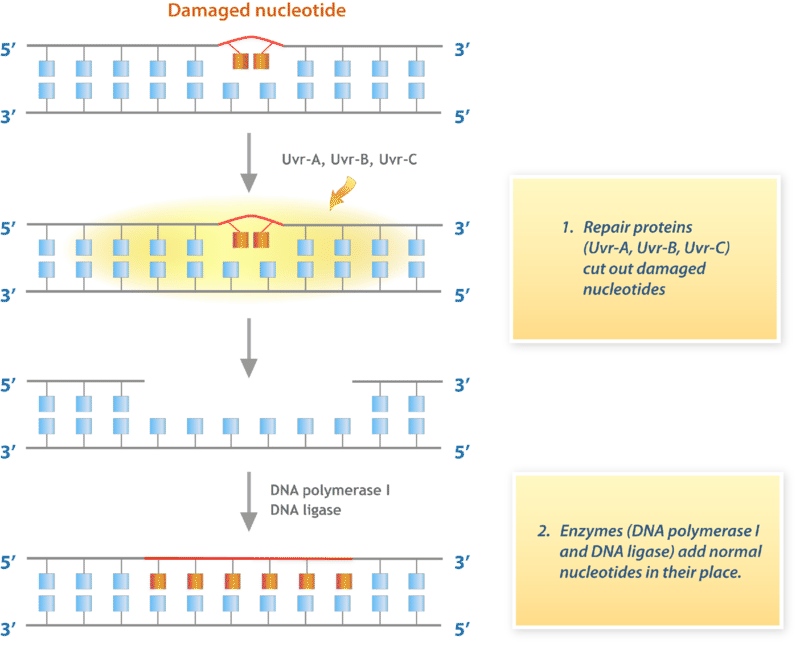 Damaged nucleotide
5′ 3′
3′ 5′
Uvr-A, Uvr-B, Uvr-C
5′ 3′
3′ 5′
1. Repair proteins
(Uvr-A, Uvr-B, Uvr-C)
cut out damaged
nucleotides
5′ 3′
3′ 5′
DNA polymerase I
DNA ligase
5′ 3′
3′ 5′
2. Enzymes (DNA polymerase I
and DNA ligase) add normal
nucleotides in their place.